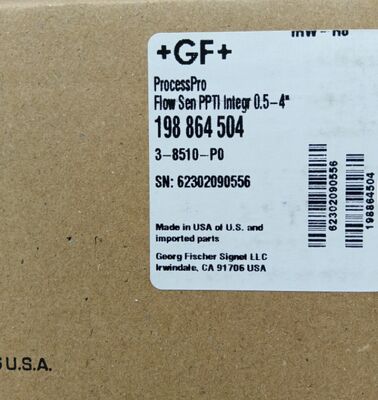 +GF+
ProcessPro
Flow Sen PPTI Integr 0.5-4"
198 864 504
3-8510-P0
SN: 62302090556
Made in USA of U.S. and
imported parts
Georg Fischer Signet LLC
Irwindale, CA 91706 USA
62302090556
198864504
U.S.A.